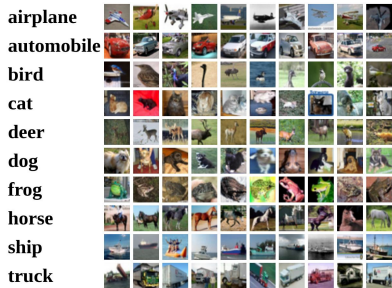 airplane
automobile
bird
cat
deer
dog
frog
horse
ship
truck